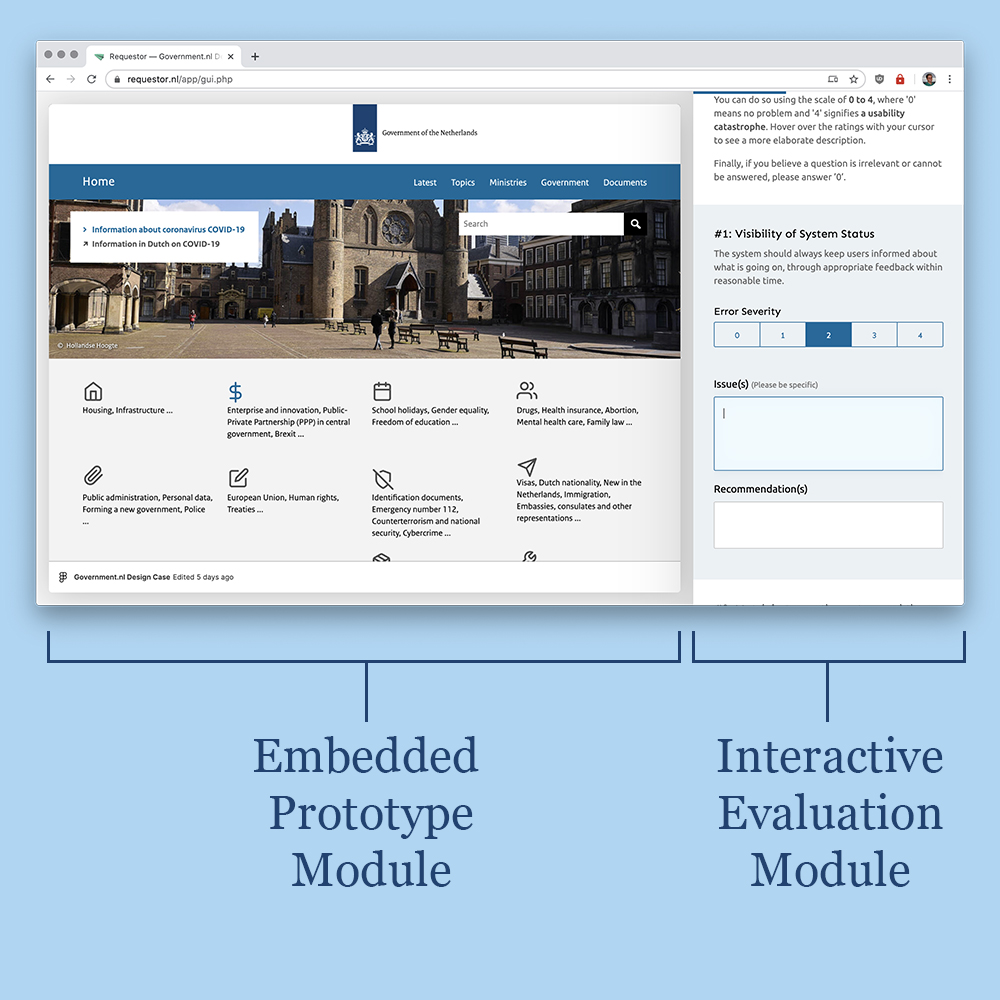 Requestor — Government.nl D
requestor.nl/app/gui.php
Government of the Netherlands
Home
Latest Topics Ministries Government Documents
Information about coronavirus COVID-19
Information in Dutch on COVID-19
Search
© Hollandse Hoogte
Housing, Infrastructure ...
Enterprise and innovation, Public-
Private Partnership (PPP) in central
government, Brexit ...
School holidays, Gender equality,
Freedom of education ...
Drugs, Health insurance, Abortion,
Mental health care, Family law ...
Public administration, Personal data,
Forming a new government, Police
...
European Union, Human rights,
Treaties ...
Identification documents,
Emergency number 112,
Counterterrorism and national
security, Cybercrime ...
Visas, Dutch nationality, New in the
Netherlands, Immigration,
Embassies, consulates and other
representations ...
Government.nl Design Case Edited 5 days ago
You can do so using the scale of 0 to 4, where '0'
means no problem and '4' signifies a usability
catastrophe. Hover over the ratings with your cursor
to see a more elaborate description.
Finally, if you believe a question is irrelevant or cannot
be answered, please answer '0'.
#1: Visibility of System Status
The system should always keep users informed about
what is going on, through appropriate feedback within
reasonable time.
Error Severity
0 1 2 3 4
Issue(s) (Please be specific)
Recommendation(s)
Embedded
Prototype
Module
Interactive
Evaluation
Module